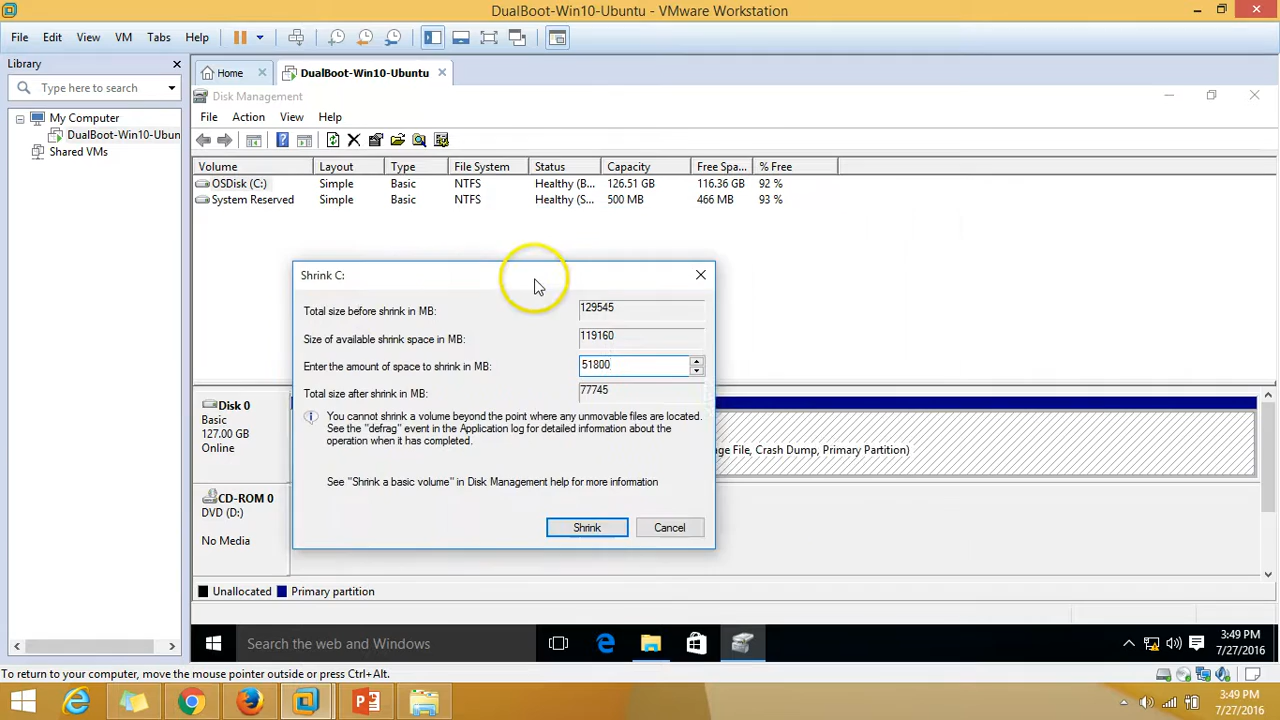 DualBoot-Win10-Ubuntu - VMware Workstation
File Edit View VM Tabs Help
Library
Home
DualBoot-Win10-Ubuntu
Type here to search
My Computer
DualBoot-Win10-Ubun
Shared VMs
Disk Management
File Action View Help
Volume Layout Type File System Status Capacity Free Spa... % Free
OSDisk (C:) Simple Basic NTFS Healthy (B... 126.51 GB 116.36 GB 92 %
System Reserved Simple Basic NTFS Healthy (S... 500 MB 466 MB 93 %
Shrink C:
Total size before shrink in MB: 129545
Size of available shrink space in MB: 119160
Enter the amount of space to shrink in MB: 51800
Total size after shrink in MB: 77745
You cannot shrink a volume beyond the point where any unmovable files are located.
See the "defrag" event in the Application log for detailed information about the
operation when it has completed.
See "Shrink a basic volume" in Disk Management help for more information
Shrink Cancel
Disk 0
Basic
127.00 GB
Online
ge File, Crash Dump, Primary Partition)
CD-ROM 0
DVD (D:)
No Media
Unallocated Primary partition
Search the web and Windows
3:49 PM
7/27/2016
To return to your computer, move the mouse pointer outside or press Ctrl+Alt.
3:49 PM
7/27/2016